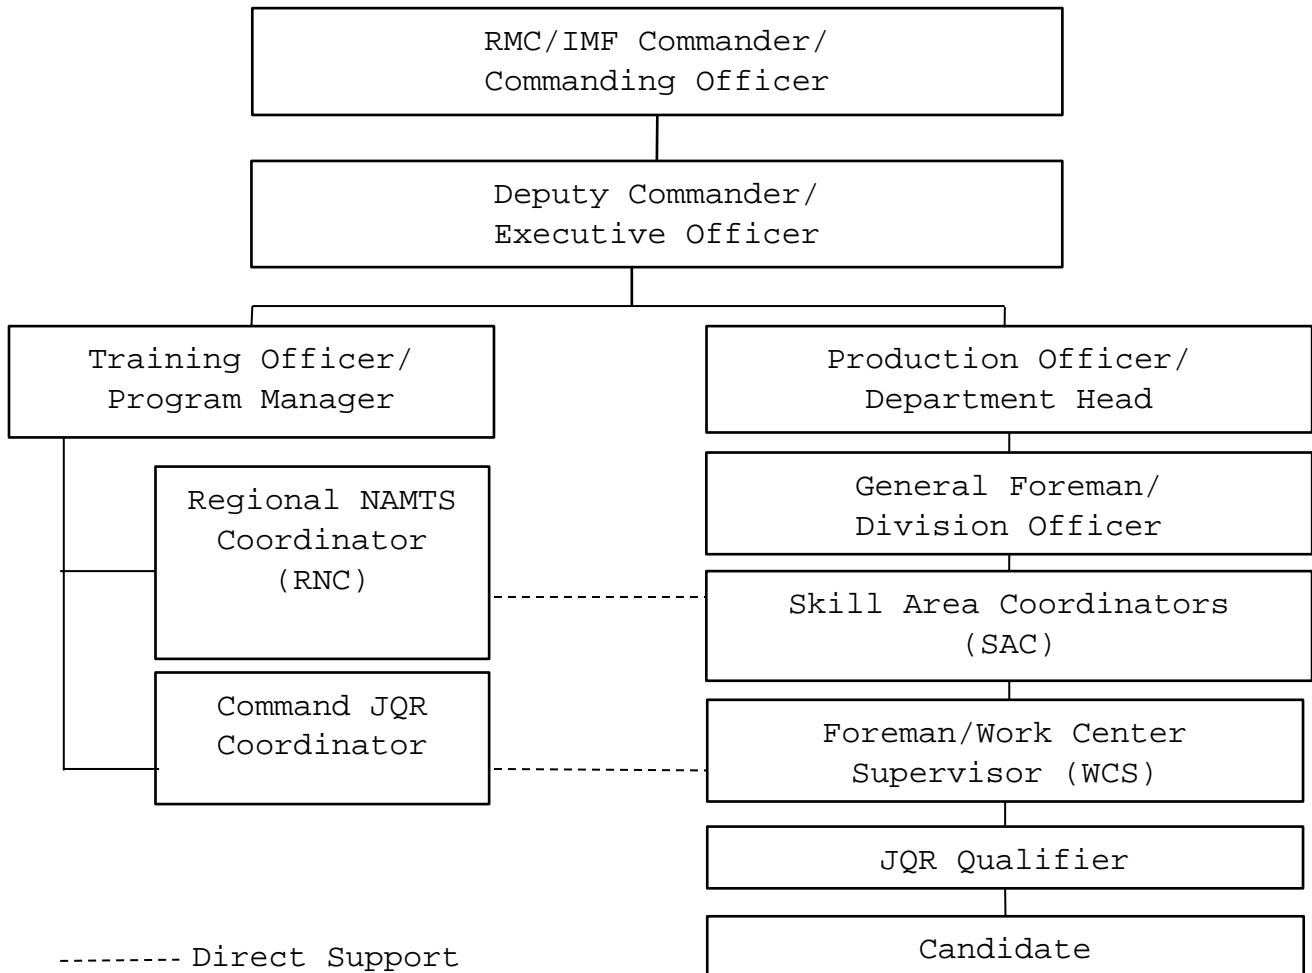 RMC/IMF Commander/
Commanding Officer
Deputy Commander/
Executive Officer
Training Officer/
Program Manager
Production Officer/
Department Head
Regional NAMTS
Coordinator
(RNC)
General Foreman/
Division Officer
Skill Area Coordinators
(SAC)
Command JQR
Coordinator
Foreman/Work Center
Supervisor (WCS)
JQR Qualifier
Candidate
Direct Support